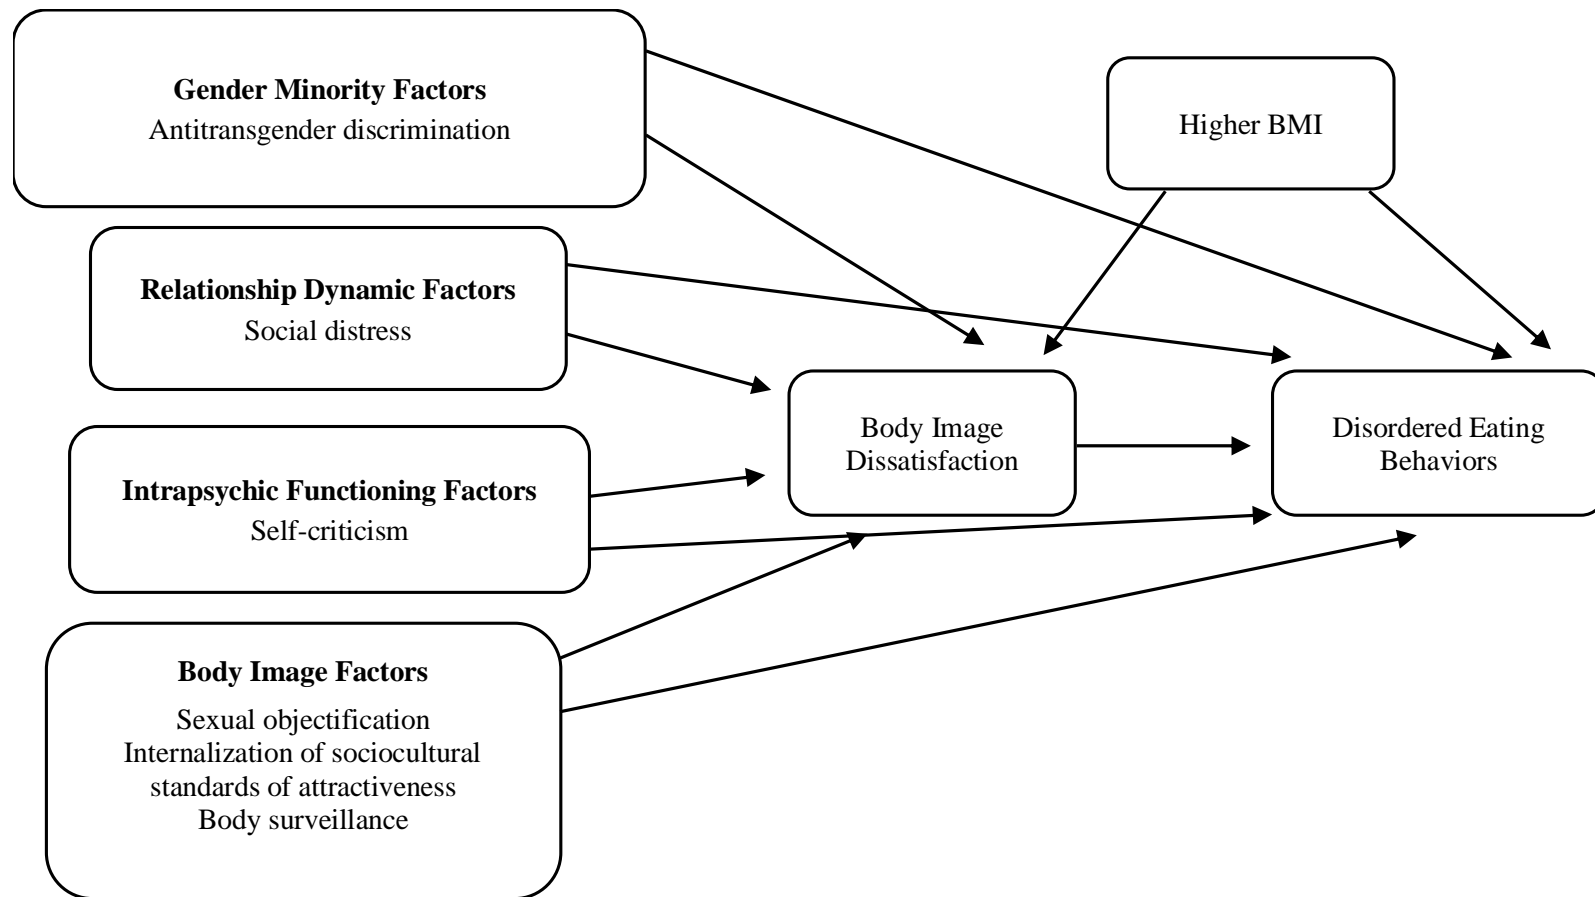 Gender Minority Factors
Antitransgender discrimination
Higher BMI
Relationship Dynamic Factors
Social distress
Body Image
Dissatisfaction
Disordered Eating
Behaviors
Intrapsychic Functioning Factors
Self-criticism
Body Image Factors
Sexual objectification
Internalization of sociocultural
standards of attractiveness
Body surveillance